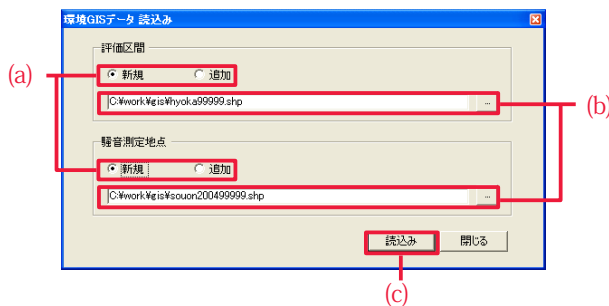 環境GISデータ 読込み
評価区間
(a)
新規 追加
C:¥work¥gis¥hyoka99999.shp ...
(b)
騒音測定地点
新規 追加
C:¥work¥gis¥souon200499999.shp ...
読込み 閉じる
(c)